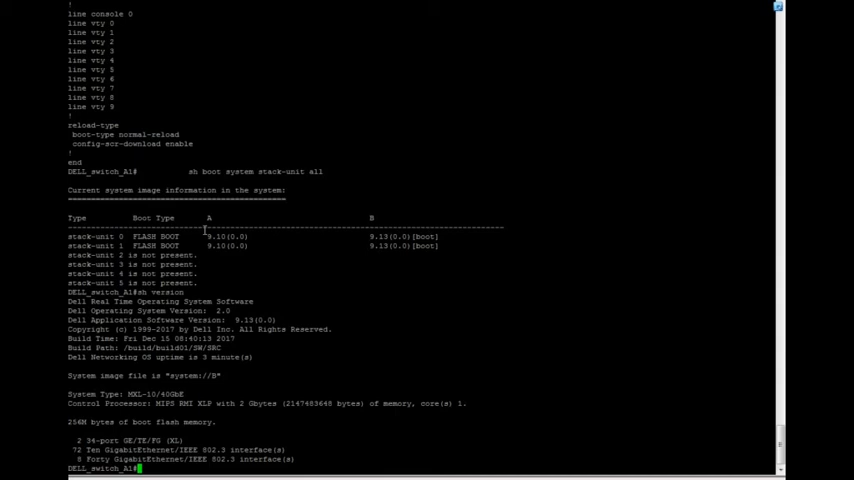 !
line console 0
line vty 0
line vty 1
line vty 2
line vty 3
line vty 4
line vty 5
line vty 6
line vty 7
line vty 8
line vty 9
!
reload-type
boot-type normal-reload
config-scr-download enable
!
end
DELL_switch_A1# sh boot system stack-unit all
Current system image information in the system:
===============================================
Type Boot Type A B
--------------------------------------------------------------------------------
stack-unit 0 FLASH BOOT 9.10(0.0) 9.13(0.0)[boot]
stack-unit 1 FLASH BOOT 9.10(0.0) 9.13(0.0)[boot]
stack-unit 2 is not present.
stack-unit 3 is not present.
stack-unit 4 is not present.
stack-unit 5 is not present.
DELL_switch_A1#sh version
Dell Real Time Operating System Software
Dell Operating System Version: 2.0
Dell Application Software Version: 9.13(0.0)
Copyright (c) 1999-2017 by Dell Inc. All Rights Reserved.
Build Time: Fri Dec 15 08:40:13 2017
Build Path: /build/build01/SW/SRC
Dell Networking OS uptime is 3 minute(s)
System image file is "system://B"
System Type: MXL-10/40GbE
Control Processor: MIPS RMI XLP with 2 Gbytes (2147483648 bytes) of memory, core(s) 1.
256M bytes of boot flash memory.
2 34-port GE/TE/FG (XL)
72 Ten GigabitEthernet/IEEE 802.3 interface(s)
8 Forty GigabitEthernet/IEEE 802.3 interface(s)
DELL_switch_A1#